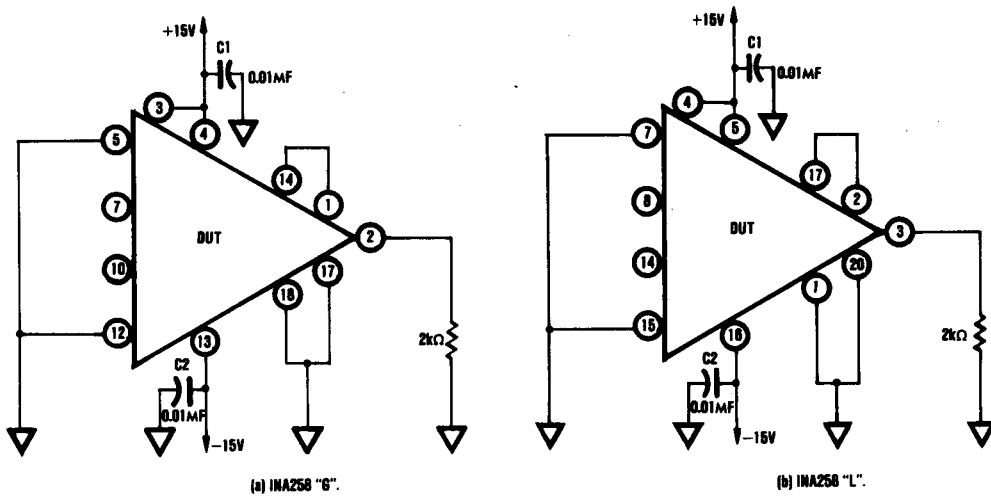 +15V
C1
0.01MF
3
4
5
14
7
1
DUT
2
10
17
18
12
13
2kΩ
C2
0.01MF
−15V
(a) INA258 "G".
+15V
C1
0.01MF
4
5
7
17
8
2
DUT
3
14
20
1
15
16
2kΩ
C2
0.01MF
−15V
(b) INA258 "L".